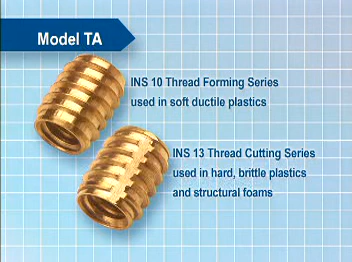 Model TA
INS 10 Thread Forming Series
used in soft ductile plastics
INS 13 Thread Cutting Series
used in hard, brittle plastics
and structural foams